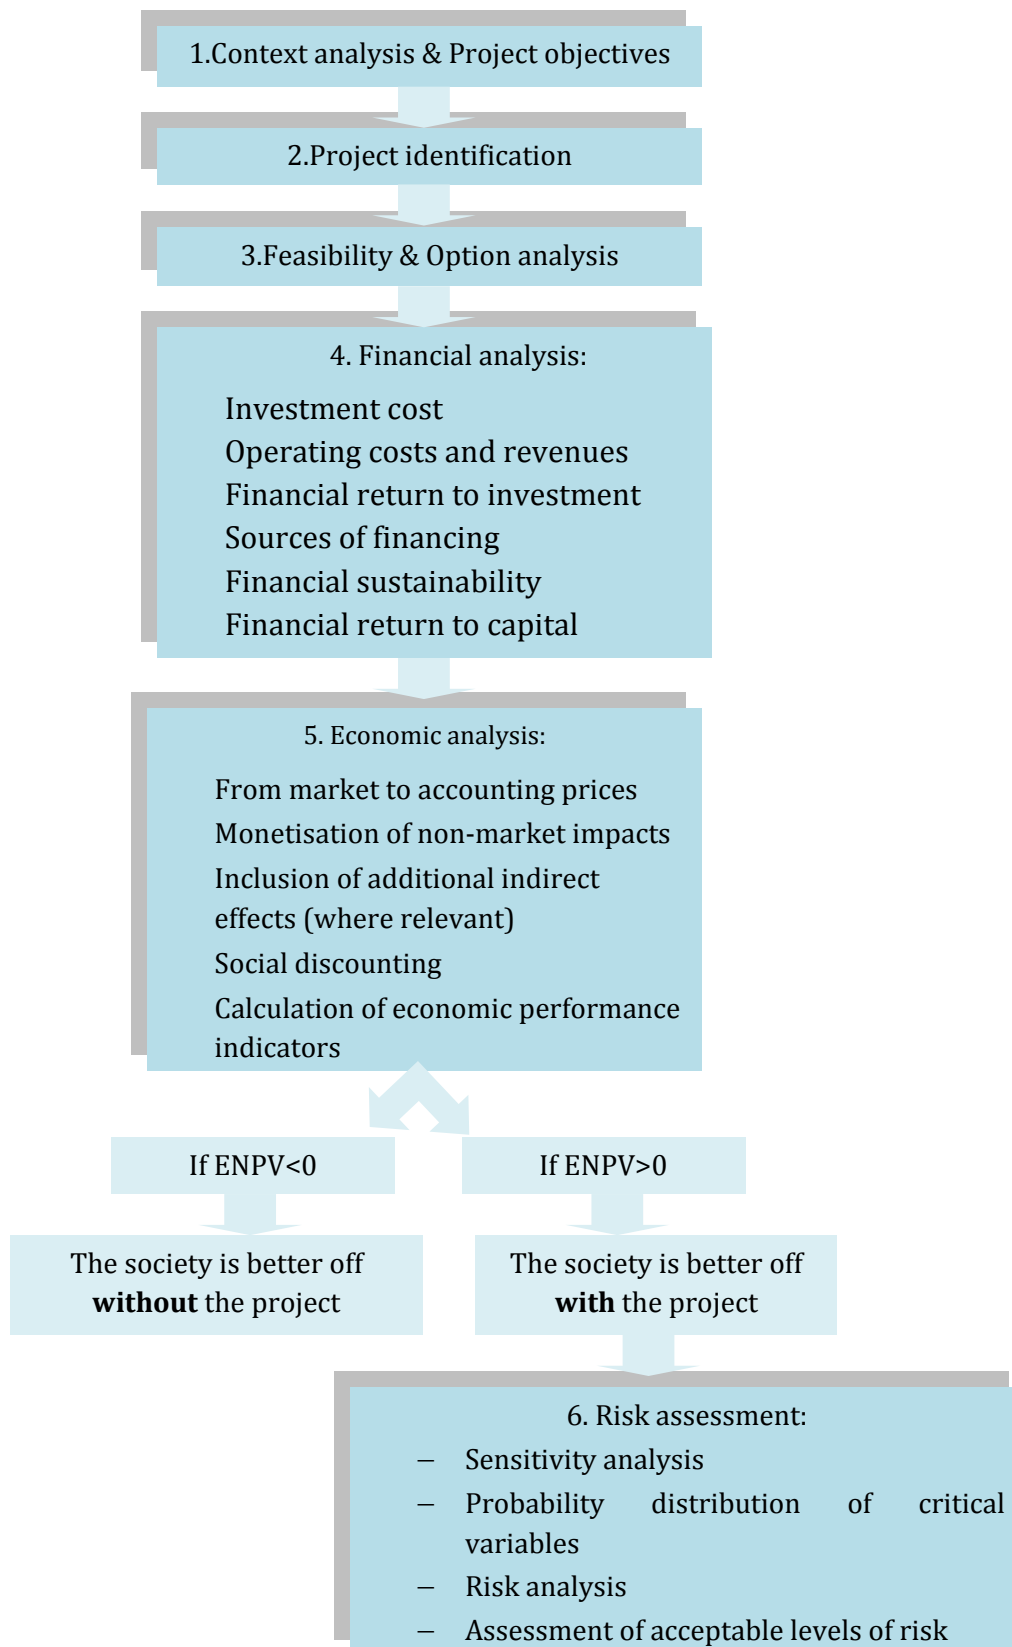 1.Context analysis & Project objectives
2.Project identification
3.Feasibility & Option analysis
4. Financial analysis:
Investment cost
Operating costs and revenues
Financial return to investment
Sources of financing
Financial sustainability
Financial return to capital
5. Economic analysis:
From market to accounting prices
Monetisation of non-market impacts
Inclusion of additional indirect
effects (where relevant)
Social discounting
Calculation of economic performance
indicators
If ENPV<0
If ENPV>0
The society is better off
without the project
The society is better off
with the project
6. Risk assessment:
– Sensitivity analysis
– Probability distribution of critical
variables
– Risk analysis
– Assessment of acceptable levels of risk